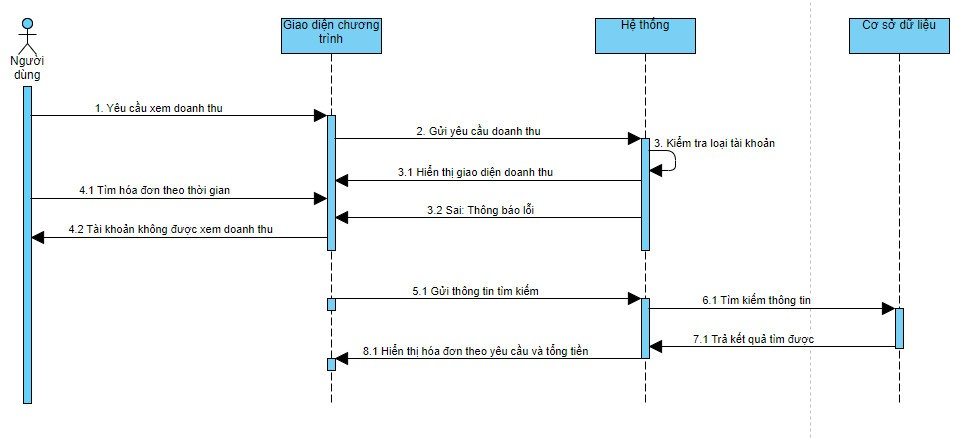 Giao diện chương
trình
Hệ thống
Cơ sở dữ liệu
Người
dùng
1. Yêu cầu xem doanh thu
2. Gửi yêu cầu doanh thu
3. Kiểm tra loại tài khoản
3.1 Hiển thị giao diện doanh thu
4.1 Tìm hóa đơn theo thời gian
3.2 Sai: Thông báo lỗi
4.2 Tài khoản không được xem doanh thu
5.1 Gửi thông tin tìm kiếm
6.1 Tìm kiếm thông tin
7.1 Trả kết quả tìm được
8.1 Hiển thị hóa đơn theo yêu cầu và tổng tiền